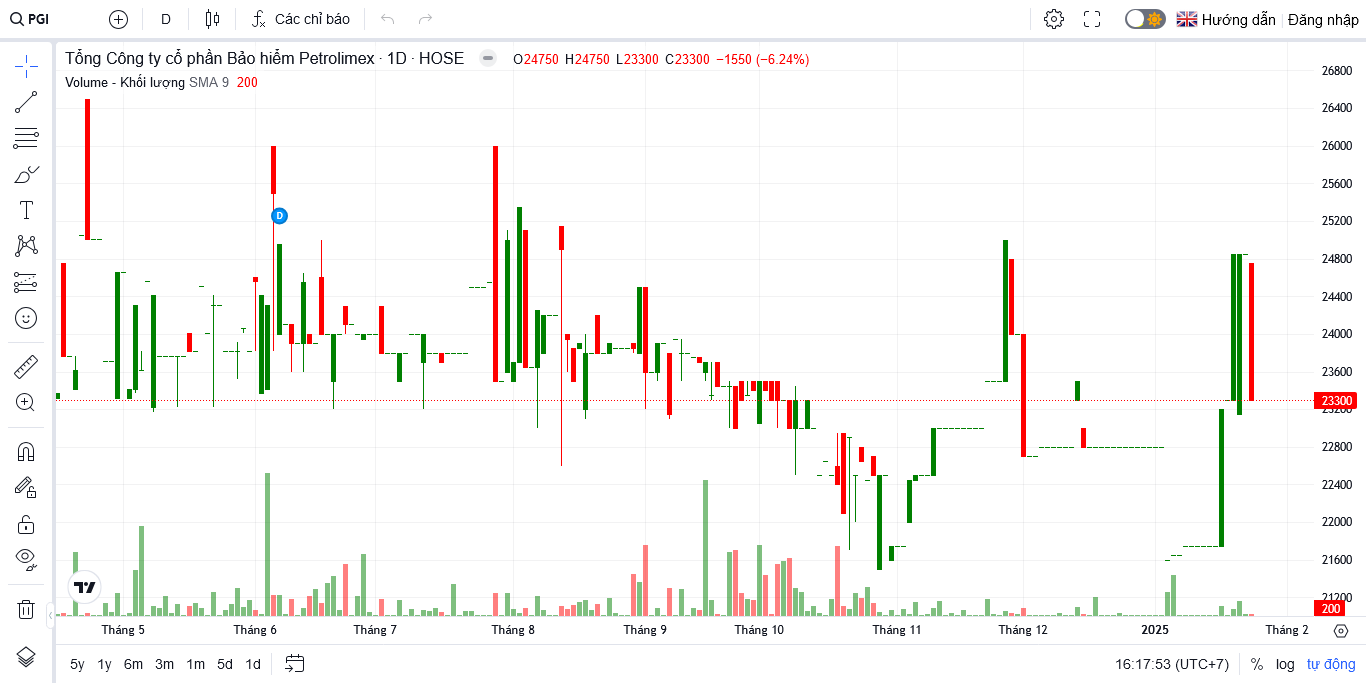 PGI D Các chỉ báo Hướng dẫn Đăng nhập
Tổng Công ty cổ phần Bảo hiểm Petrolimex · 1D · HOSE O24750 H24750 L23300 C23300 −1550 (−6.24%)
Volume - Khối lượng SMA 9 200
26800
26400
26000
25600
25200
D
24800
24400
24000
23600
23300
23200
22800
22400
22000
21600
21200
200
Tháng 5 Tháng 6 Tháng 7 Tháng 8 Tháng 9 Tháng 10 Tháng 11 Tháng 12 2025 Tháng 2
5y 1y 6m 3m 1m 5d 1d 16:17:53 (UTC+7) % log tự động